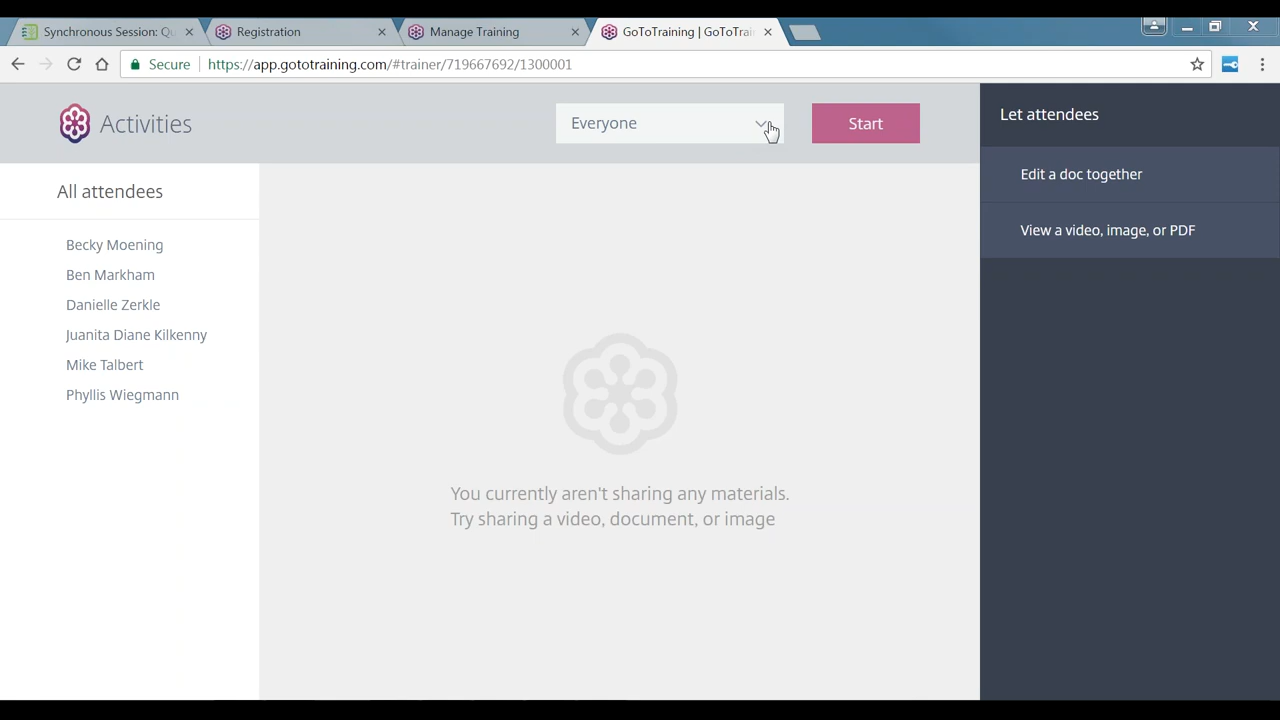 Synchronous Session: Qu
Registration
Manage Training
GoToTraining | GoToTrai
Secure
https://app.gototraining.com/#trainer/719667692/1300001
Activities
Everyone
Start
All attendees
Becky Moening
Ben Markham
Danielle Zerkle
Juanita Diane Kilkenny
Mike Talbert
Phyllis Wiegmann
You currently aren't sharing any materials.
Try sharing a video, document, or image
Let attendees
Edit a doc together
View a video, image, or PDF